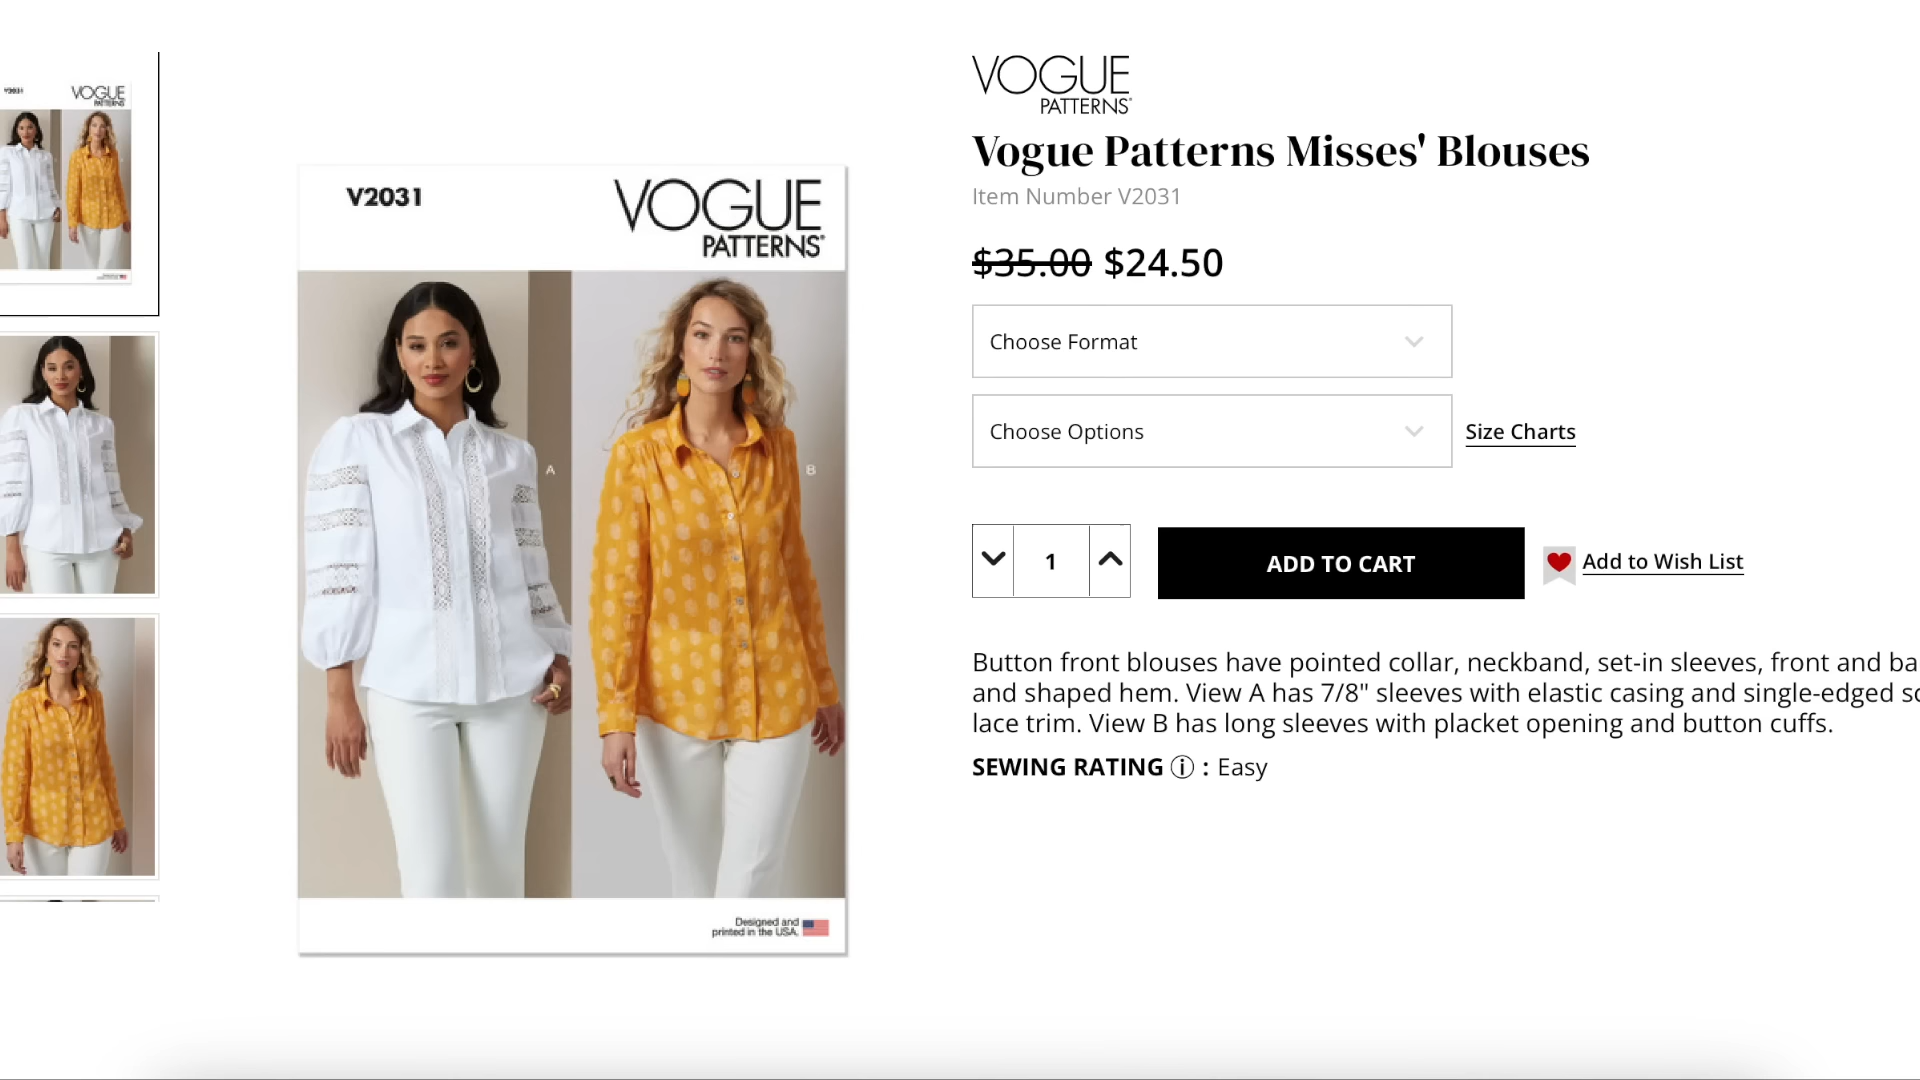 V2031
VOGUE
PATTERNS
V2031
VOGUE
PATTERNS
A
B
Designed and
printed in the USA.
VOGUE
PATTERNS
Vogue Patterns Misses' Blouses
Item Number V2031
$35.00 $24.50
Choose Format
Choose Options
Size Charts
1
ADD TO CART
Add to Wish List
Button front blouses have pointed collar, neckband, set-in sleeves, front and
and shaped hem. View A has 7/8" sleeves with elastic casing and single-edged
lace trim. View B has long sleeves with placket opening and button cuffs.
SEWING RATING ⓘ : Easy